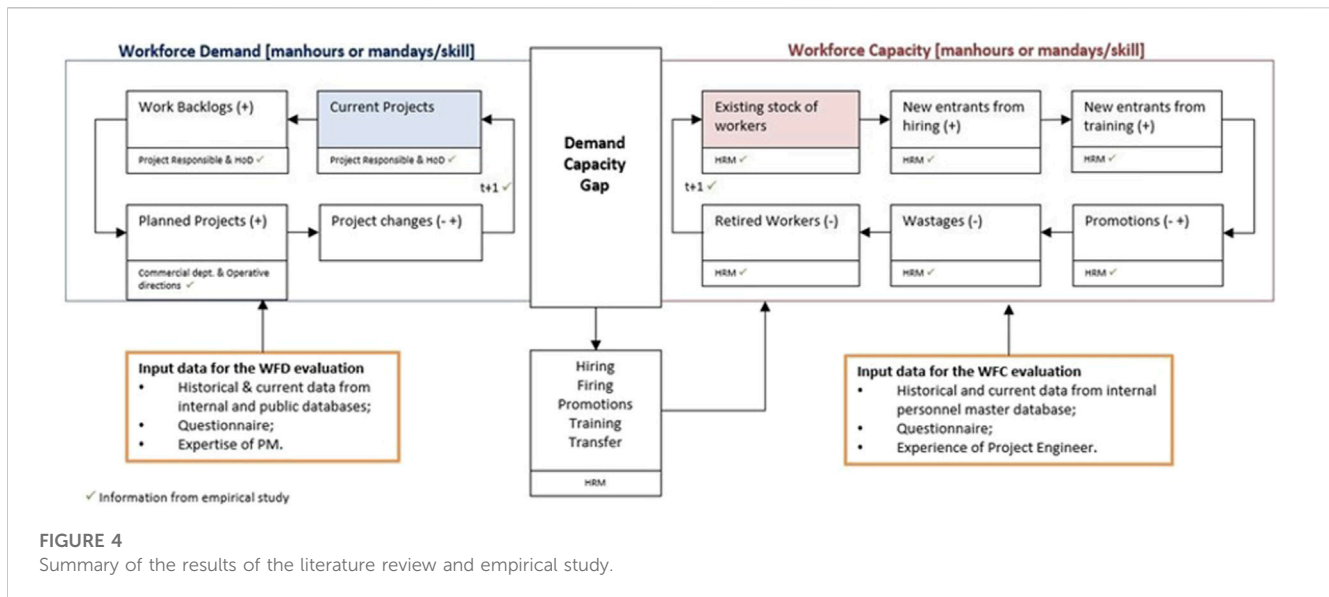 Workforce Demand [manhours or mandays/skill]
Work Backlogs (+)
Project Responsible & HoD ✓
Current Projects
Project Responsible & HoD ✓
t+1 ✓
Planned Projects (+)
Commercial dept. & Operative
directions ✓
Project changes (- +)
Demand
Capacity
Gap
Workforce Capacity [manhours or mandays/skill]
Existing stock of
workers
HRM ✓
New entrants from
hiring (+)
HRM ✓
New entrants from
training (+)
HRM ✓
t+1 ✓
Retired Workers (-)
HRM ✓
Wastages (-)
HRM ✓
Promotions (- +)
HRM ✓
Input data for the WFD evaluation
• Historical & current data from
internal and public databases;
• Questionnaire;
• Expertise of PM.
Hiring
Firing
Promotions
Training
Transfer
HRM
Input data for the WFC evaluation
• Historical and current data from internal
personnel master database;
• Questionnaire;
• Experience of Project Engineer.
✓ Information from empirical study
FIGURE 4
Summary of the results of the literature review and empirical study.